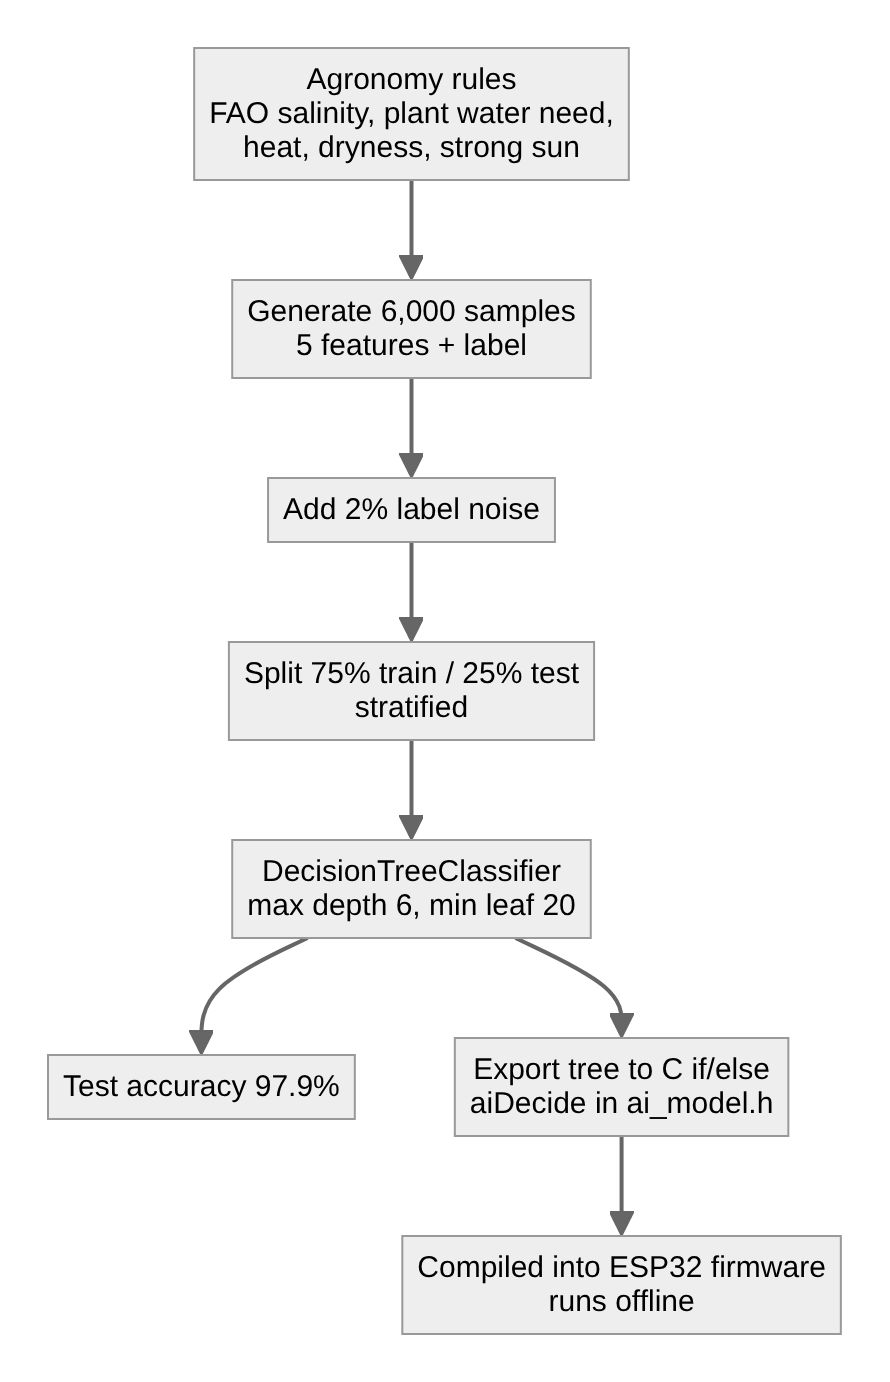 Agronomy rules
FAO salinity, plant water need,
heat, dryness, strong sun
Generate 6,000 samples
5 features + label
Add 2% label noise
Split 75% train / 25% test
stratified
DecisionTreeClassifier
max depth 6, min leaf 20
Test accuracy 97.9%
Export tree to C if/else
aiDecide in ai_model.h
Compiled into ESP32 firmware
runs offline